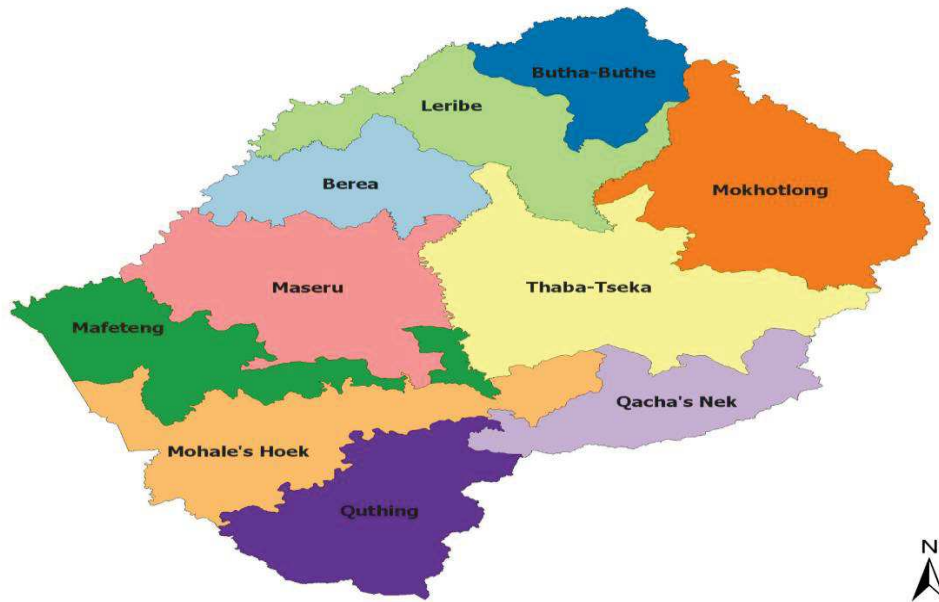 Butha-Buthe
Leribe
Berea
Mokhotlong
Maseru
Thaba-Tseka
Mafeteng
Qacha's Nek
Mohale's Hoek
Quthing
N